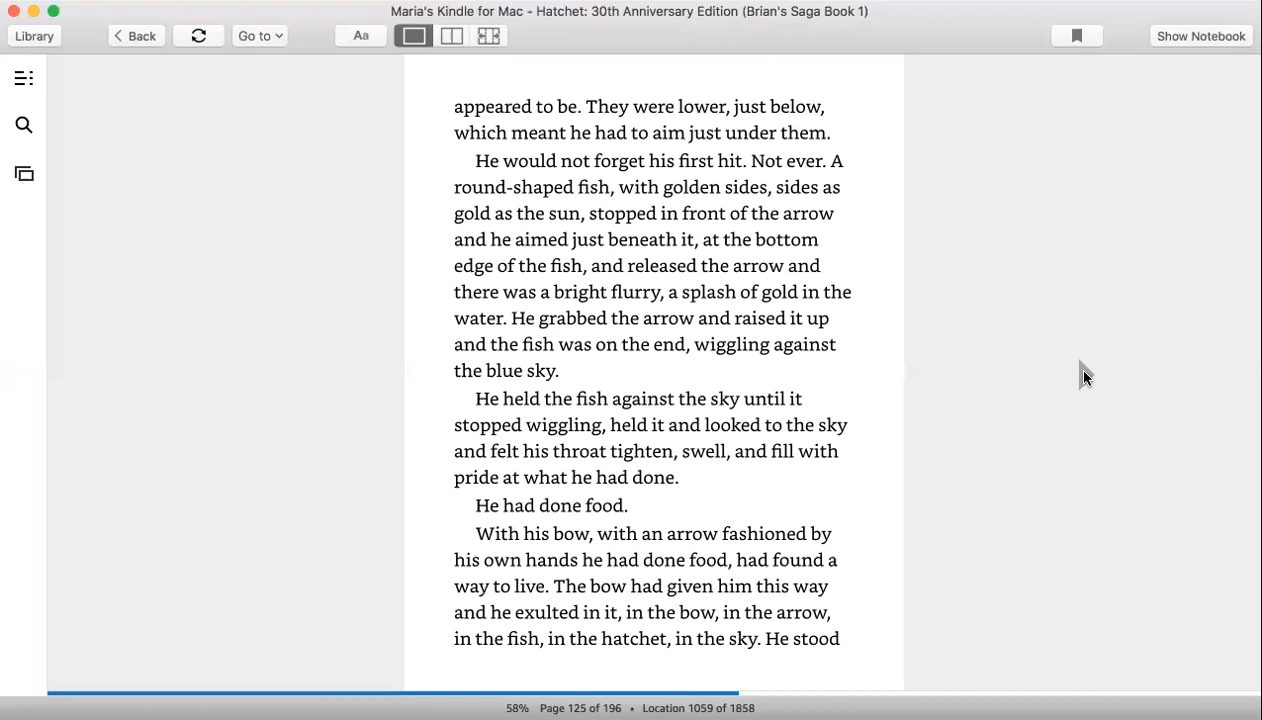 Maria's Kindle for Mac - Hatchet: 30th Anniversary Edition (Brian's Saga Book 1)
Library
Back
Go to
Aa
Show Notebook
appeared to be. They were lower, just below,
which meant he had to aim just under them.
He would not forget his first hit. Not ever. A
round-shaped fish, with golden sides, sides as
gold as the sun, stopped in front of the arrow
and he aimed just beneath it, at the bottom
edge of the fish, and released the arrow and
there was a bright flurry, a splash of gold in the
water. He grabbed the arrow and raised it up
and the fish was on the end, wiggling against
the blue sky.
He held the fish against the sky until it
stopped wiggling, held it and looked to the sky
and felt his throat tighten, swell, and fill with
pride at what he had done.
He had done food.
With his bow, with an arrow fashioned by
his own hands he had done food, had found a
way to live. The bow had given him this way
and he exulted in it, in the bow, in the arrow,
in the fish, in the hatchet, in the sky. He stood
58% Page 125 of 196 • Location 1059 of 1858